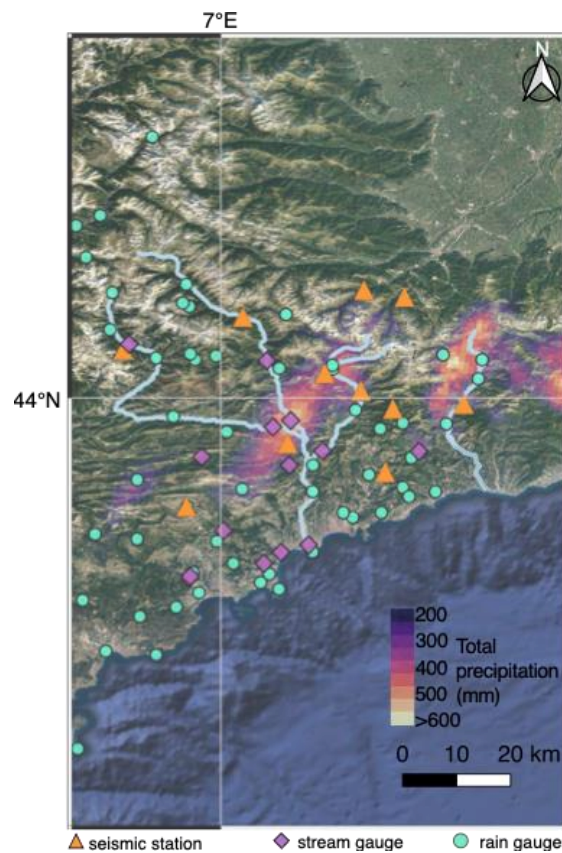 7°E
N
44°N
200
300 Total
400 precipitation
500 (mm)
>600
0 10 20 km
seismic station stream gauge rain gauge